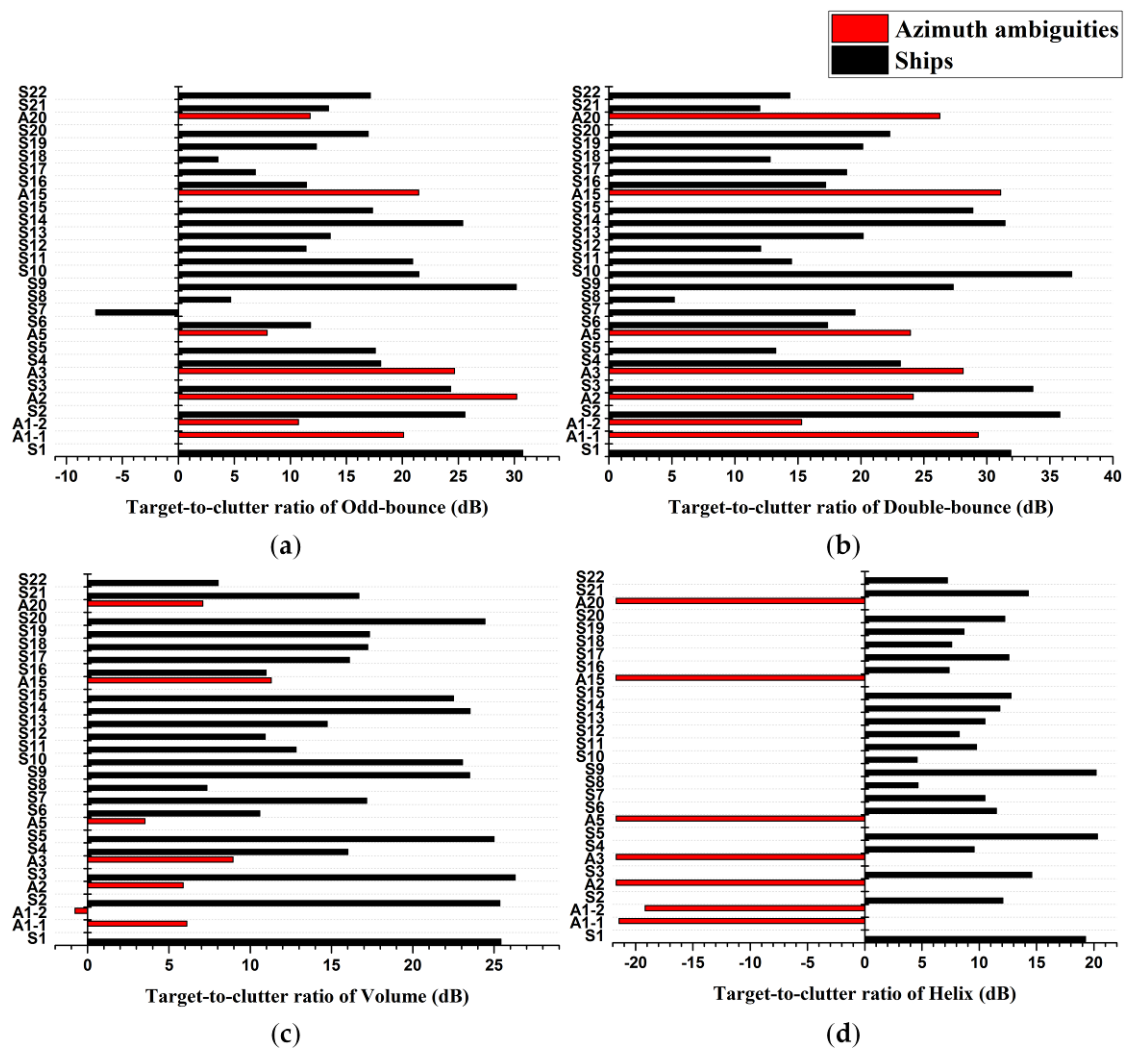 Azimuth ambiguities
Ships
S22
S21
A20
S20
S19
S18
S17
S16
A15
S15
S14
S13
S12
S11
S10
S9
S8
S7
S6
A5
S5
S4
A3
S3
A2
S2
A1-2
A1-1
S1
-10 -5 0 5 10 15 20 25 30
Target-to-clutter ratio of Odd-bounce (dB)
(a)
S22
S21
A20
S20
S19
S18
S17
S16
A15
S15
S14
S13
S12
S11
S10
S9
S8
S7
S6
A5
S5
S4
A3
S3
A2
S2
A1-2
A1-1
S1
0 5 10 15 20 25 30 35 40
Target-to-clutter ratio of Double-bounce (dB)
(b)
S22
S21
A20
S20
S19
S18
S17
S16
A15
S15
S14
S13
S12
S11
S10
S9
S8
S7
S6
A5
S5
S4
A3
S3
A2
S2
A1-2
A1-1
S1
0 5 10 15 20 25
Target-to-clutter ratio of Volume (dB)
(c)
S22
S21
A20
S20
S19
S18
S17
S16
A15
S15
S14
S13
S12
S11
S10
S9
S8
S7
S6
A5
S5
S4
A3
S3
A2
S2
A1-2
A1-1
S1
-20 -15 -10 -5 0 5 10 15 20
Target-to-clutter ratio of Helix (dB)
(d)